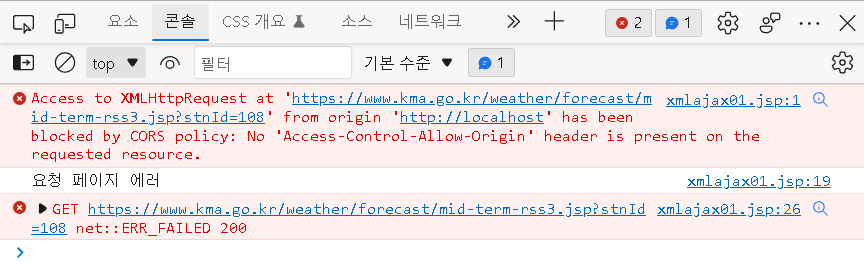 요소 콘솔 CSS 개요 소스 네트워크 2 1
top 필터 기본 수준 1
Access to XMLHttpRequest at 'https://www.kma.go.kr/weather/forecast/m xmlajax01.jsp:1
id-term-rss3.jsp?stnId=108' from origin 'http://localhost' has been
blocked by CORS policy: No 'Access-Control-Allow-Origin' header is present on the
requested resource.
요청 페이지 에러 xmlajax01.jsp:19
GET https://www.kma.go.kr/weather/forecast/mid-term-rss3.jsp?stnId xmlajax01.jsp:26
=108 net::ERR_FAILED 200